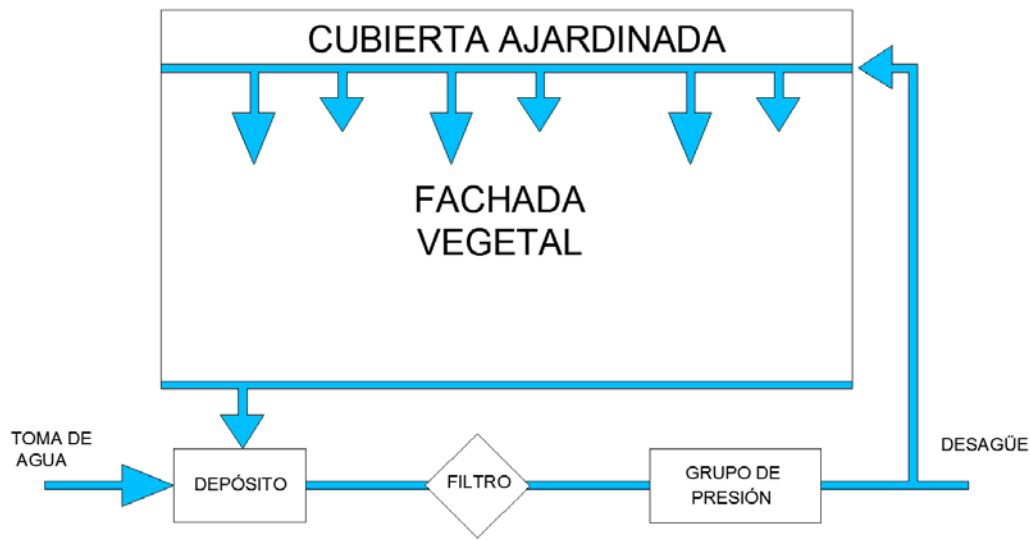 CUBIERTA AJARDINADA
FACHADA
VEGETAL
TOMA DE
AGUA
DEPÓSITO
FILTRO
GRUPO DE
PRESIÓN
DESAGÜE